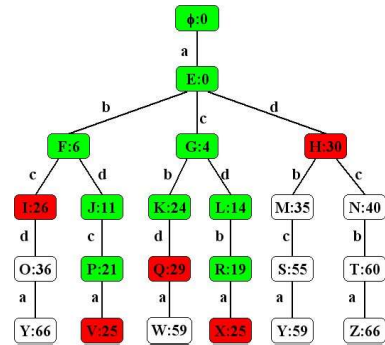 ϕ:0
a
E:0
b c d
F:6 G:4 H:30
c d b d b c
I:26 J:11 K:24 L:14 M:35 N:40
d c d b c b
O:36 P:21 Q:29 R:19 S:55 T:60
a a a a a a
Y:66 V:25 W:59 X:25 Y:59 Z:66